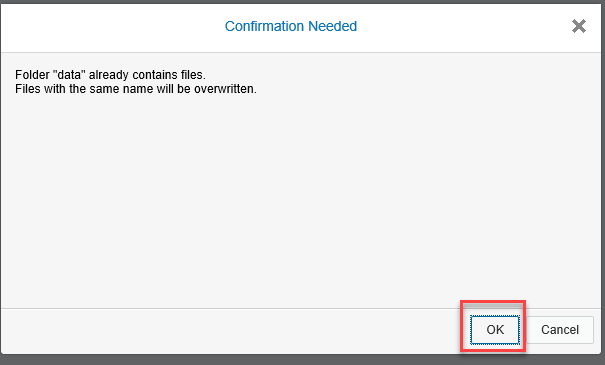 Confirmation Needed
Folder "data" already contains files.
Files with the same name will be overwritten.
OK
Cancel